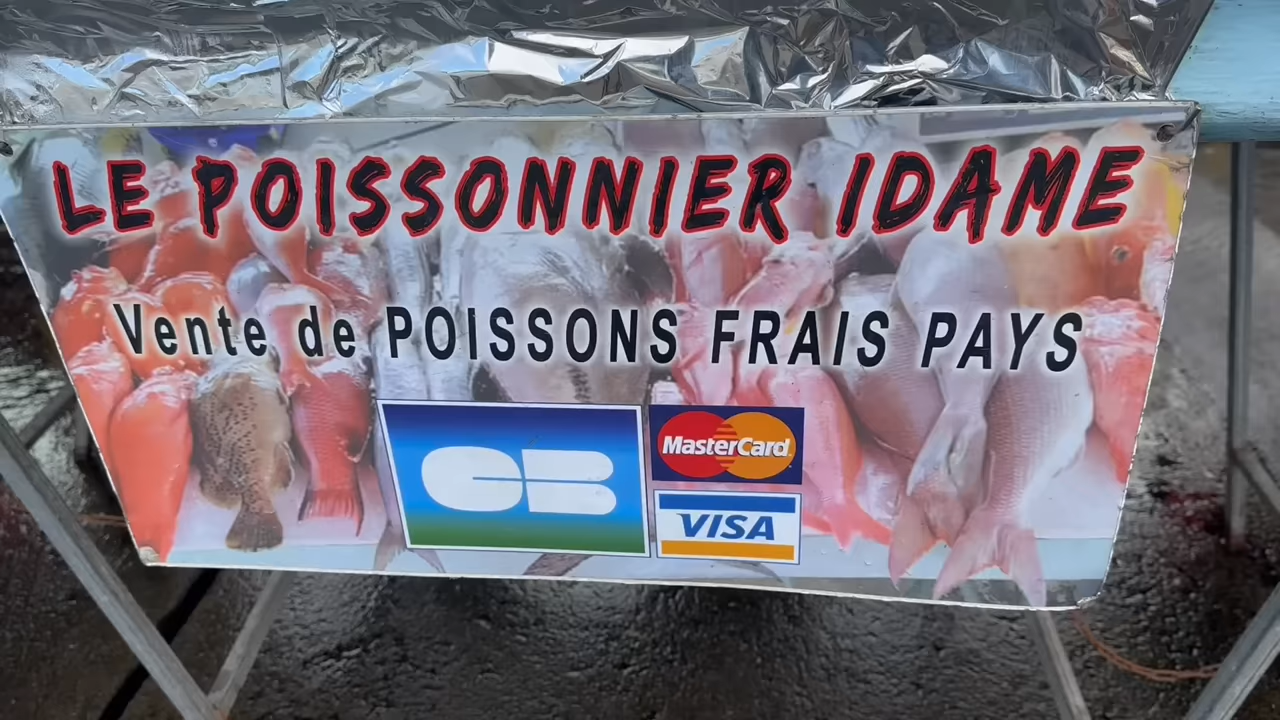 LE POISSONNIER IDAME
Vente de POISSONS FRAIS PAYS
CB
MasterCard
VISA